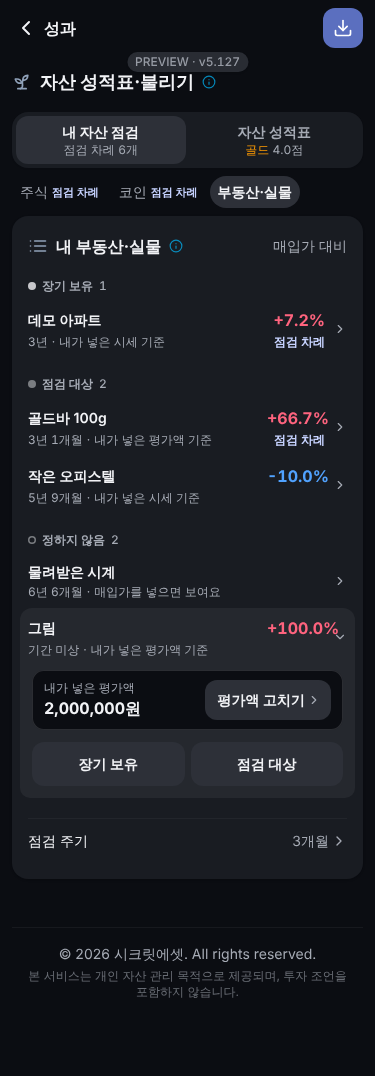 성과
PREVIEW · v5.127
자산 성적표·불리기
내 자산 점검
점검 차례 6개
자산 성적표
골드 4.0점
주식 점검 차례
코인 점검 차례
부동산·실물
내 부동산·실물
매입가 대비
장기 보유 1
데모 아파트
+7.2%
3년 · 내가 넣은 시세 기준
점검 차례
점검 대상 2
골드바 100g
+66.7%
3년 1개월 · 내가 넣은 평가액 기준
점검 차례
작은 오피스텔
-10.0%
5년 9개월 · 내가 넣은 시세 기준
정하지 않음 2
물려받은 시계
6년 6개월 · 매입가를 넣으면 보여요
그림
+100.0%
기간 미상 · 내가 넣은 평가액 기준
내가 넣은 평가액
2,000,000원
평가액 고치기
장기 보유
점검 대상
점검 주기
3개월
© 2026 시크릿에셋. All rights reserved.
본 서비스는 개인 자산 관리 목적으로 제공되며, 투자 조언을
포함하지 않습니다.